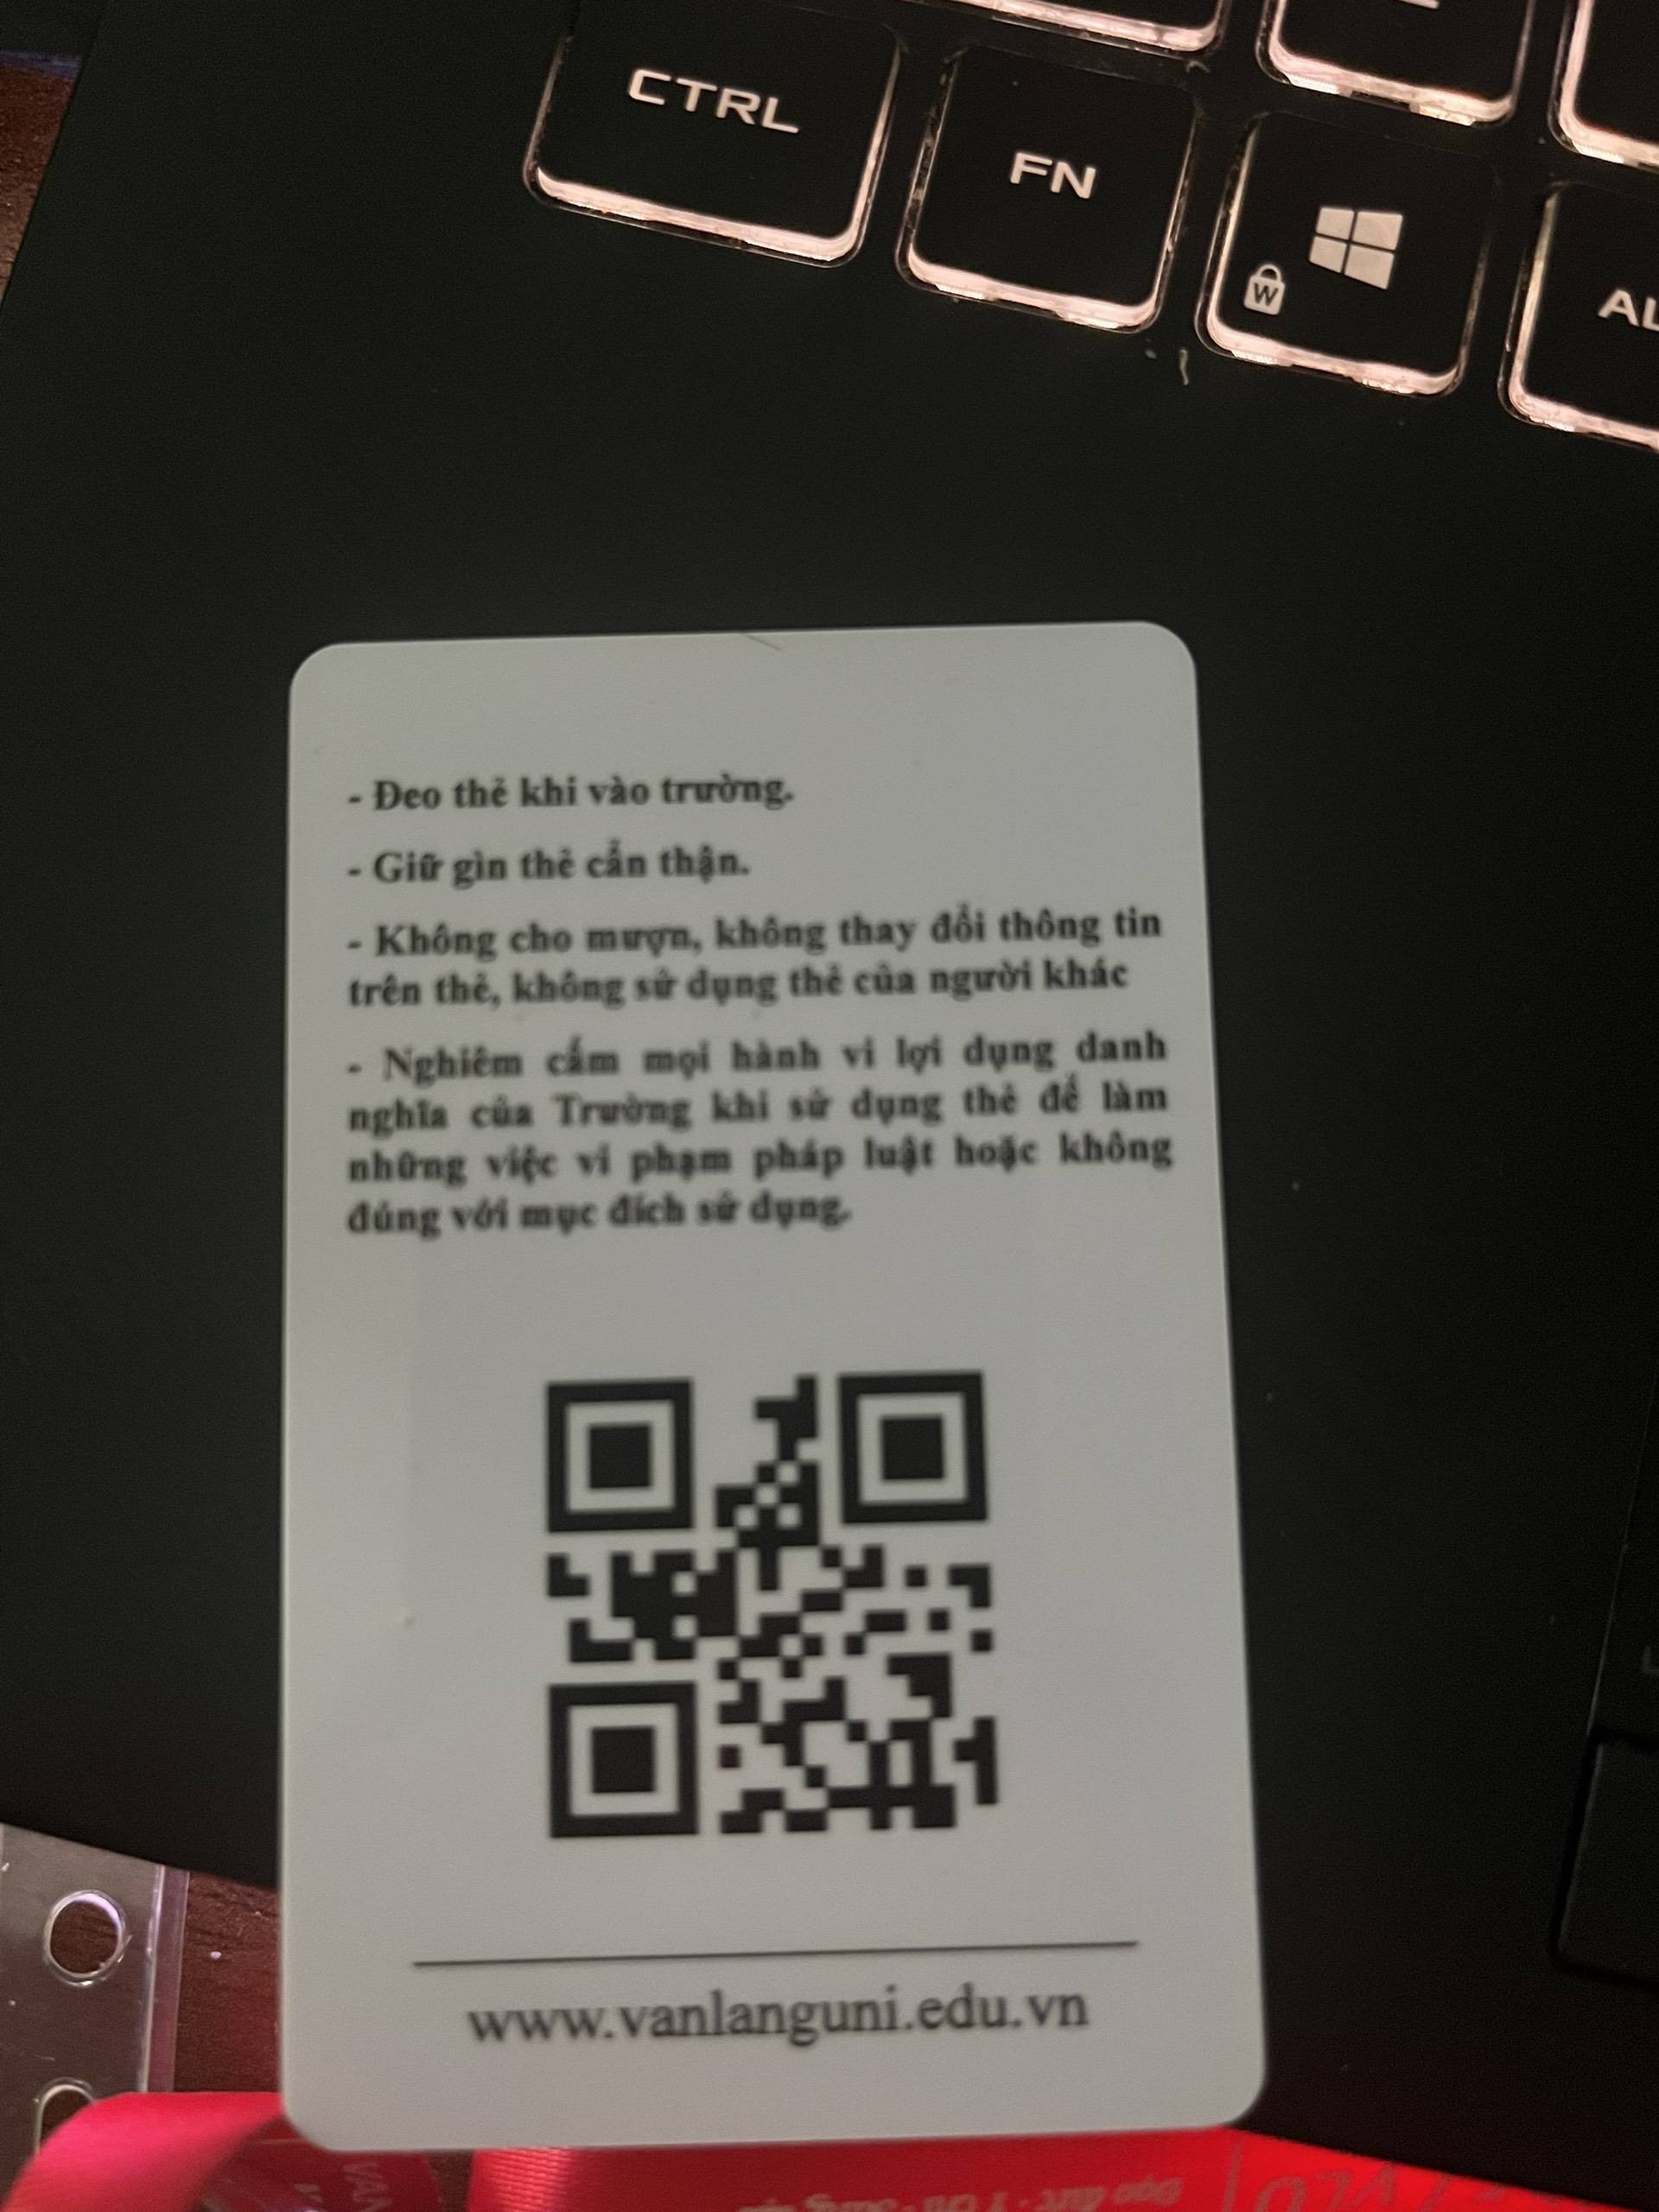 CTRL
FN
W
- Đeo thẻ khi vào trường.
- Giữ gìn thẻ cẩn thận.
- Không cho mượn, không thay đổi thông tin
trên thẻ, không sử dụng thẻ của người khác
- Nghiêm cấm mọi hành vi lợi dụng danh
nghĩa của Trường khi sử dụng thẻ để làm
những việc vi phạm pháp luật hoặc không
đúng với mục đích sử dụng.
www.vanlanguni.edu.vn